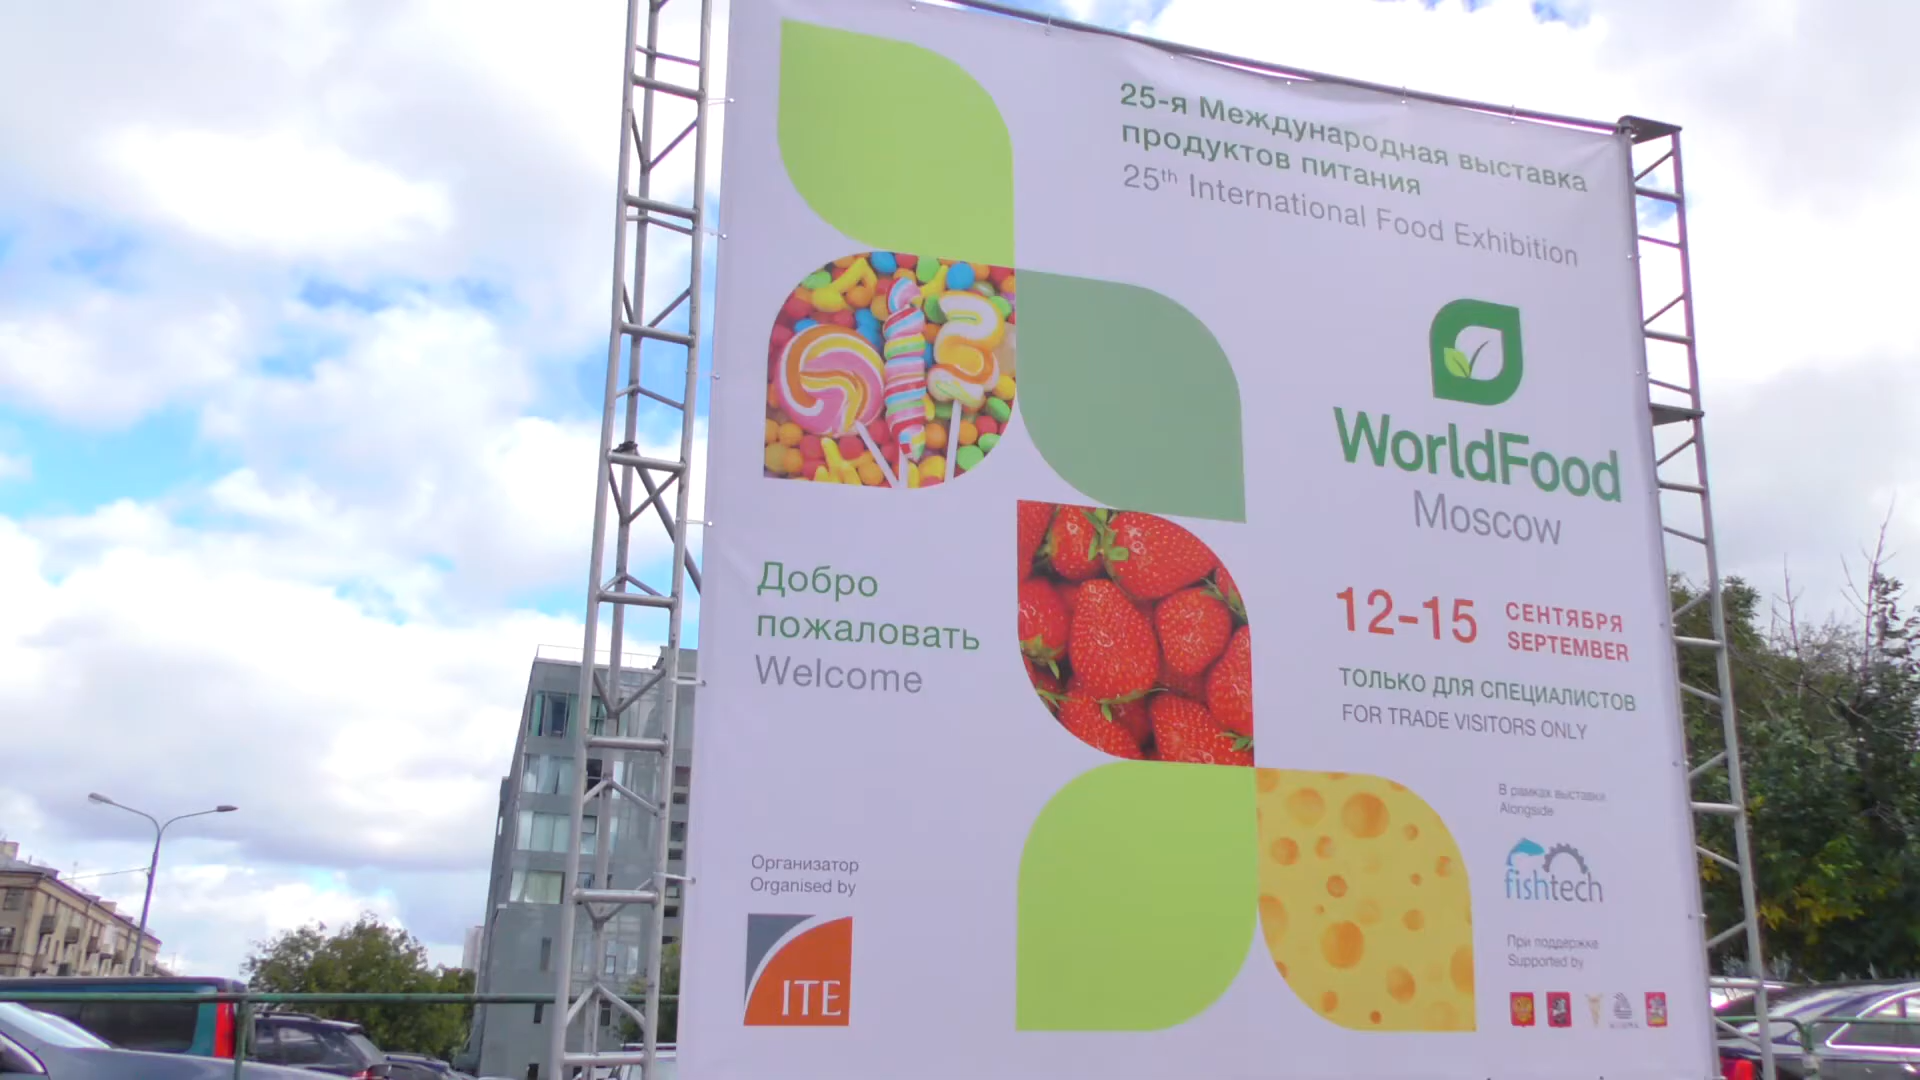 25-я Международная выставка
продуктов питания
25th International Food Exhibition
WorldFood
Moscow
12-15 СЕНТЯБРЯ
SEPTEMBER
ТОЛЬКО ДЛЯ СПЕЦИАЛИСТОВ
FOR TRADE VISITORS ONLY
Добро
пожаловать
Welcome
В рамках выставки
Alongside
fishtech
Организатор
Organised by
ITE
При поддержке
Supported by